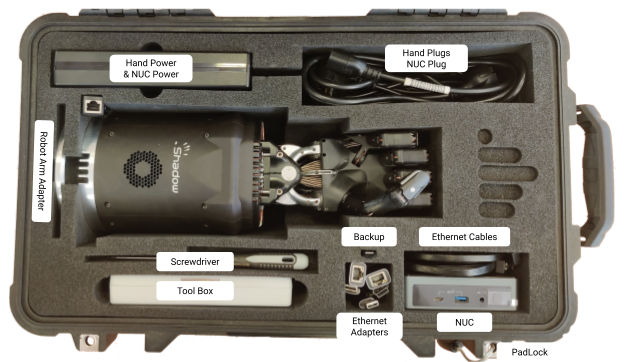 Hand Power
& NUC Power
Hand Plugs
NUC Plug
Robot Arm Adapter
Shadow
Backup
Ethernet Cables
Screwdriver
Tool Box
Ethernet
Adapters
NUC
PadLock